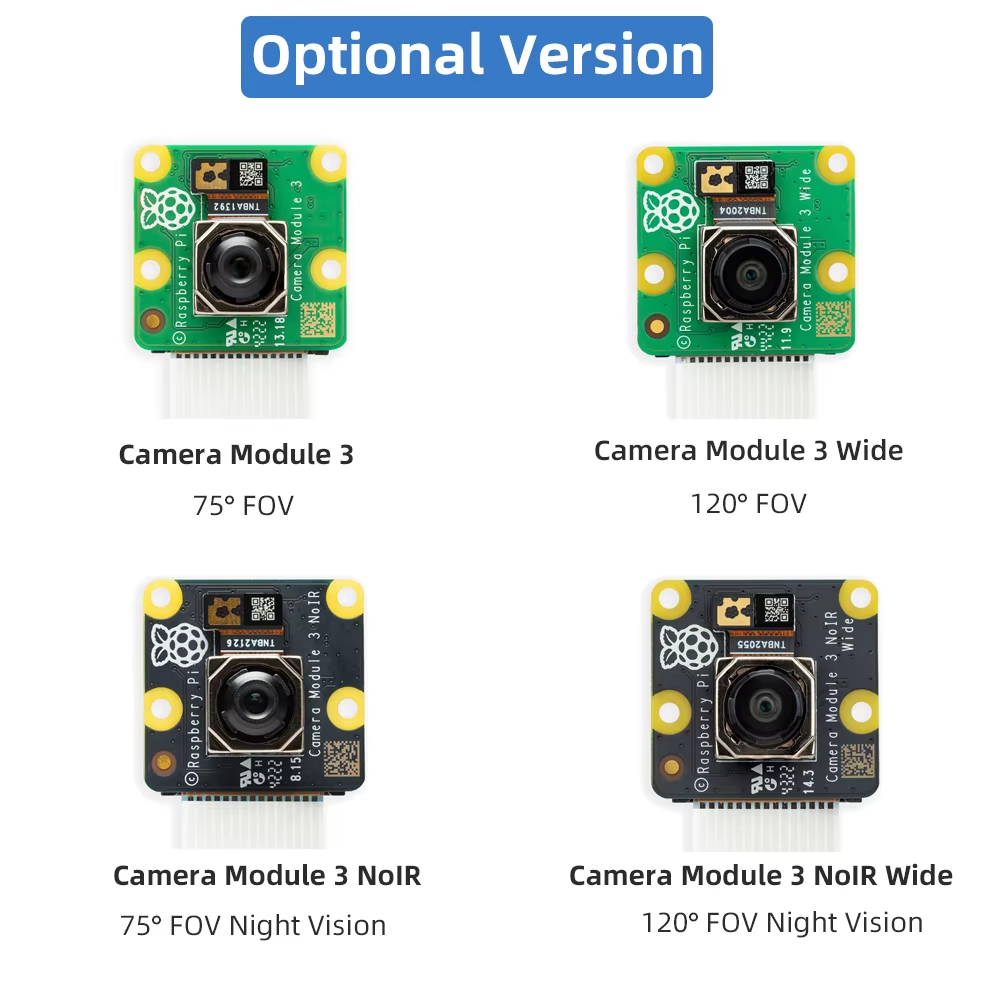 Optional Version
TNBA1392
© Raspberry Pi
Camera Module 3
13.18
Camera Module 3
75° FOV
TNBA2004
© Raspberry Pi
Camera Module 3 Wide
11.9
Camera Module 3 Wide
120° FOV
TNBA2126
© Raspberry Pi
Camera Module 3 NoIR
8.15
Camera Module 3 NoIR
75° FOV Night Vision
TNBA2055
© Raspberry Pi
Camera Module 3 NoIR
Wide
14.3
Camera Module 3 NoIR Wide
120° FOV Night Vision